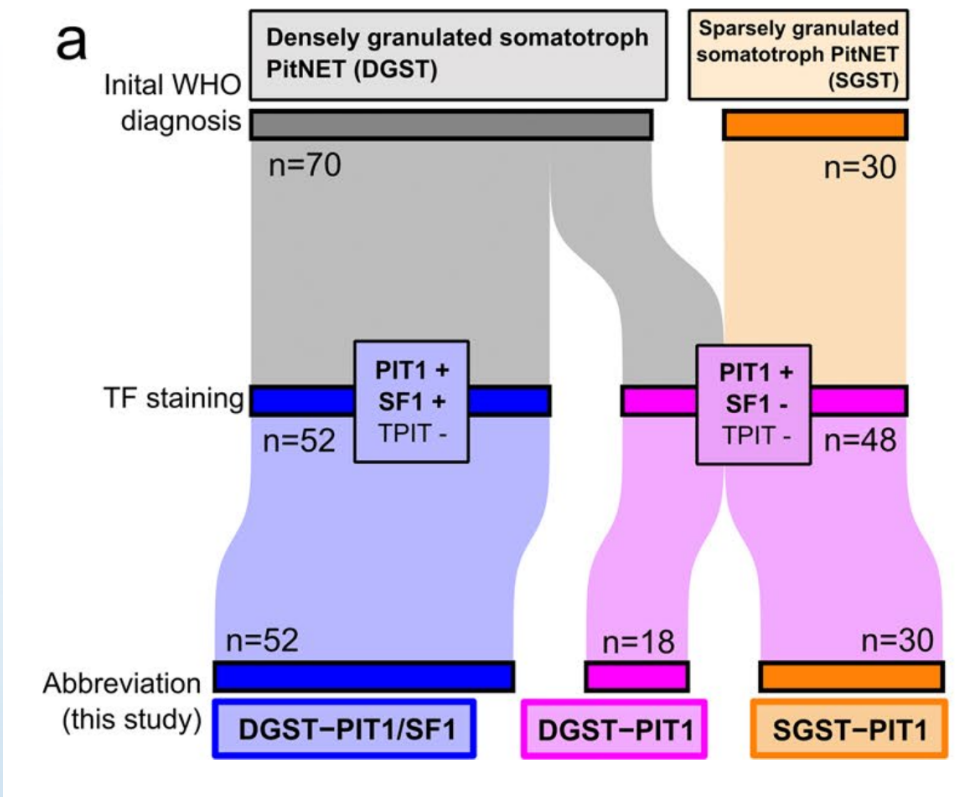 a
Densely granulated somatotroph
PitNET (DGST)
Sparsely granulated
somatotroph PitNET
(SGST)
Inital WHO
diagnosis
n=70
n=30
TF staining
PIT1 +
SF1 +
TPIT -
PIT1 +
SF1 -
TPIT -
n=52
n=48
n=52
n=18
n=30
Abbreviation
(this study)
DGST−PIT1/SF1
DGST−PIT1
SGST−PIT1